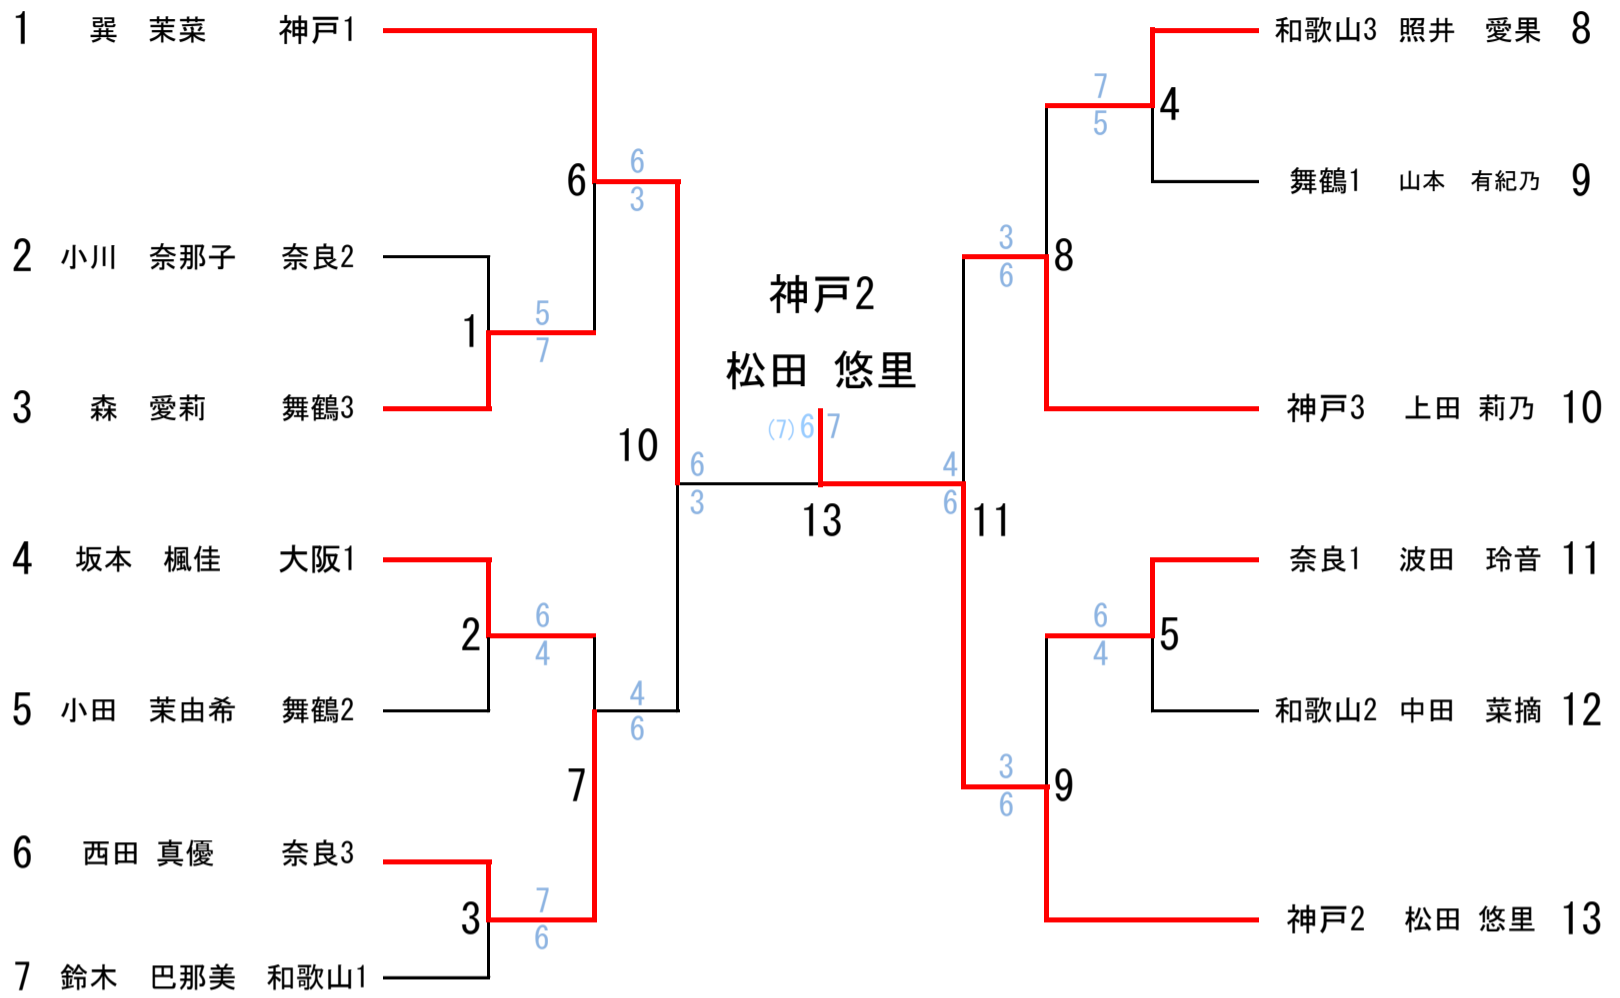 1 巽 茉菜 神戸1
2 小川 奈那子 奈良2
3 森 愛莉 舞鶴3
4 坂本 楓佳 大阪1
5 小田 茉由希 舞鶴2
6 西田 真優 奈良3
7 鈴木 巴那美 和歌山1
1
5
7
2
6
4
3
7
6
6
6
3
7
4
6
10
6
3
神戸2
松田 悠里
(7) 6 7
13
4
6
11
3
6
8
3
6
9
7
5
4
6
4
5
和歌山3 照井 愛果 8
舞鶴1 山本 有紀乃 9
神戸3 上田 莉乃 10
奈良1 波田 玲音 11
和歌山2 中田 菜摘 12
神戸2 松田 悠里 13